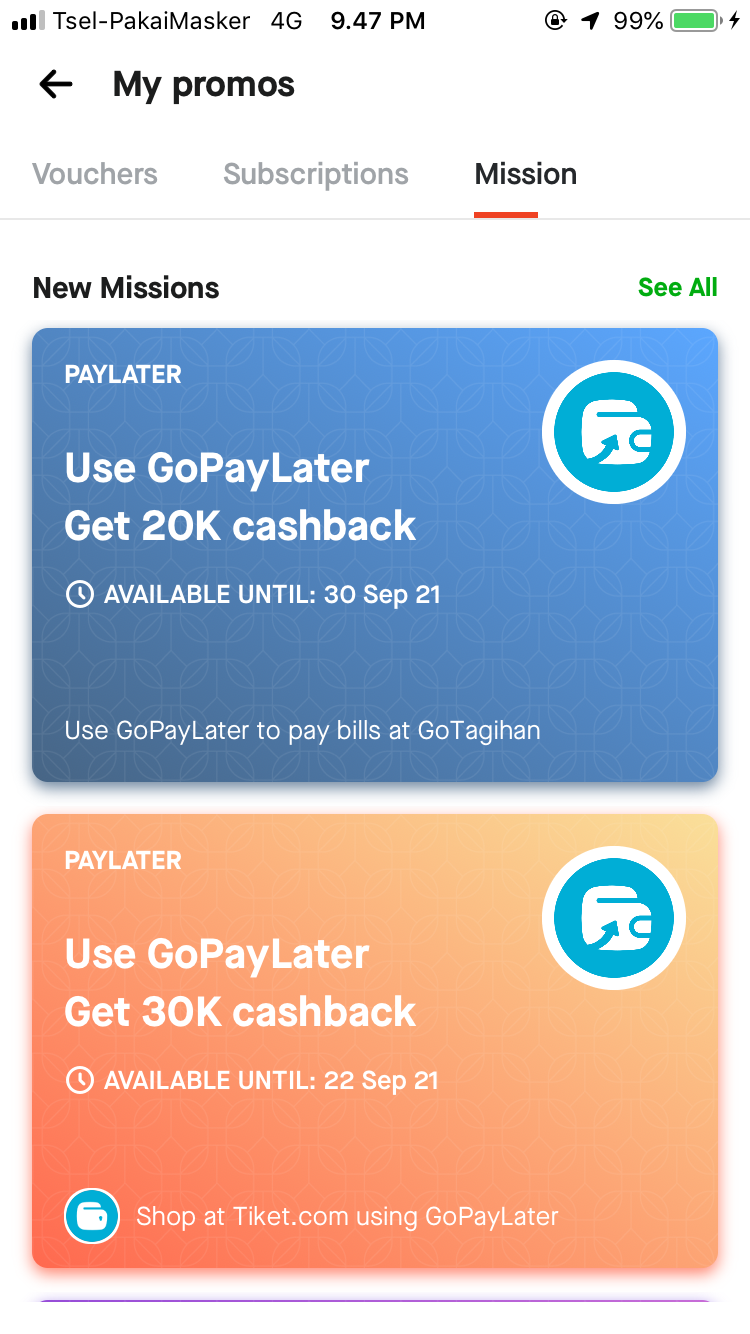 Tsel-PakaiMasker 4G 9.47 PM 99%
My promos
Vouchers Subscriptions Mission
New Missions See All
PAYLATER
Use GoPayLater
Get 20K cashback
AVAILABLE UNTIL: 30 Sep 21
Use GoPayLater to pay bills at GoTagihan
PAYLATER
Use GoPayLater
Get 30K cashback
AVAILABLE UNTIL: 22 Sep 21
Shop at Tiket.com using GoPayLater